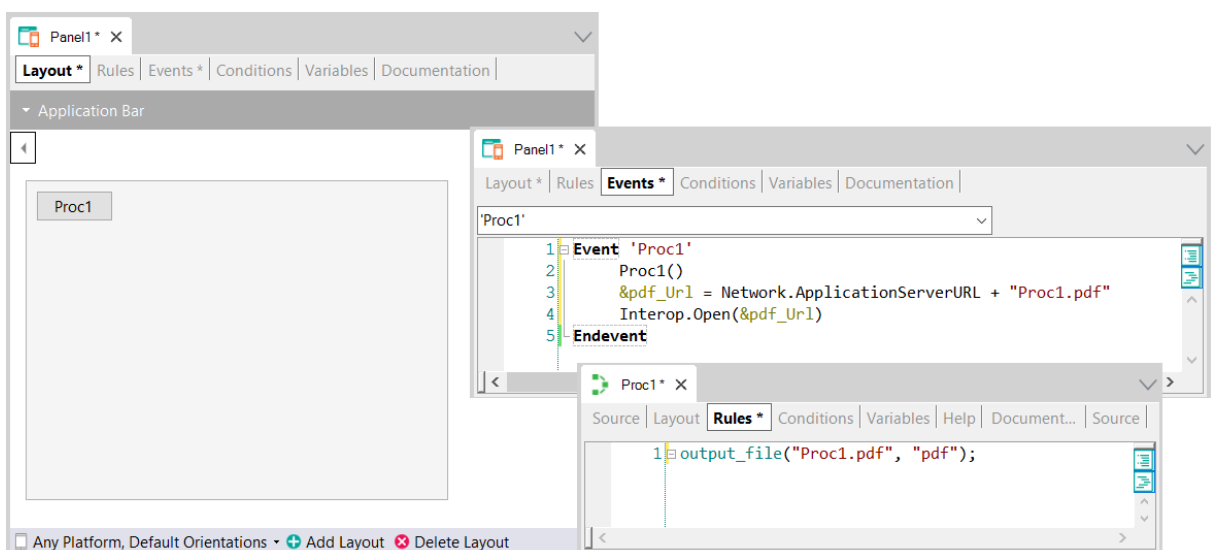 Panel1 *
Layout * Rules Events * Conditions Variables Documentation
Application Bar
Proc1
Any Platform, Default Orientations Add Layout Delete Layout
Panel1 *
Layout * Rules Events * Conditions Variables Documentation
'Proc1'
1 Event 'Proc1'
2 Proc1()
3 &pdf_Url = Network.ApplicationServerURL + "Proc1.pdf"
4 Interop.Open(&pdf_Url)
5 Endevent
Proc1 *
Source Layout Rules * Conditions Variables Help Document... Source
1 output_file("Proc1.pdf", "pdf");